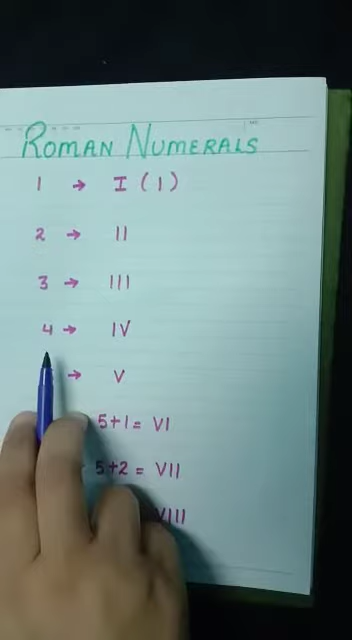 ROMAN NUMERALS
1 → I (1)
2 → II
3 → III
4 → IV
→ V
5+1 = VI
5+2 = VII
VIII